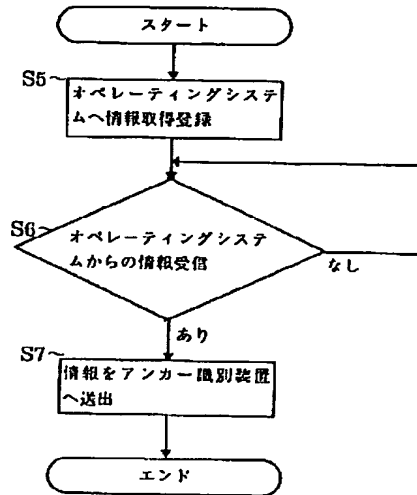 スタート
S5
オペレーティングシステ
ムへ情報取得登録
S6
オペレーティングシステ
ムからの情報受信
なし
あり
S7
情報をアンカー識別装置
へ送出
エンド